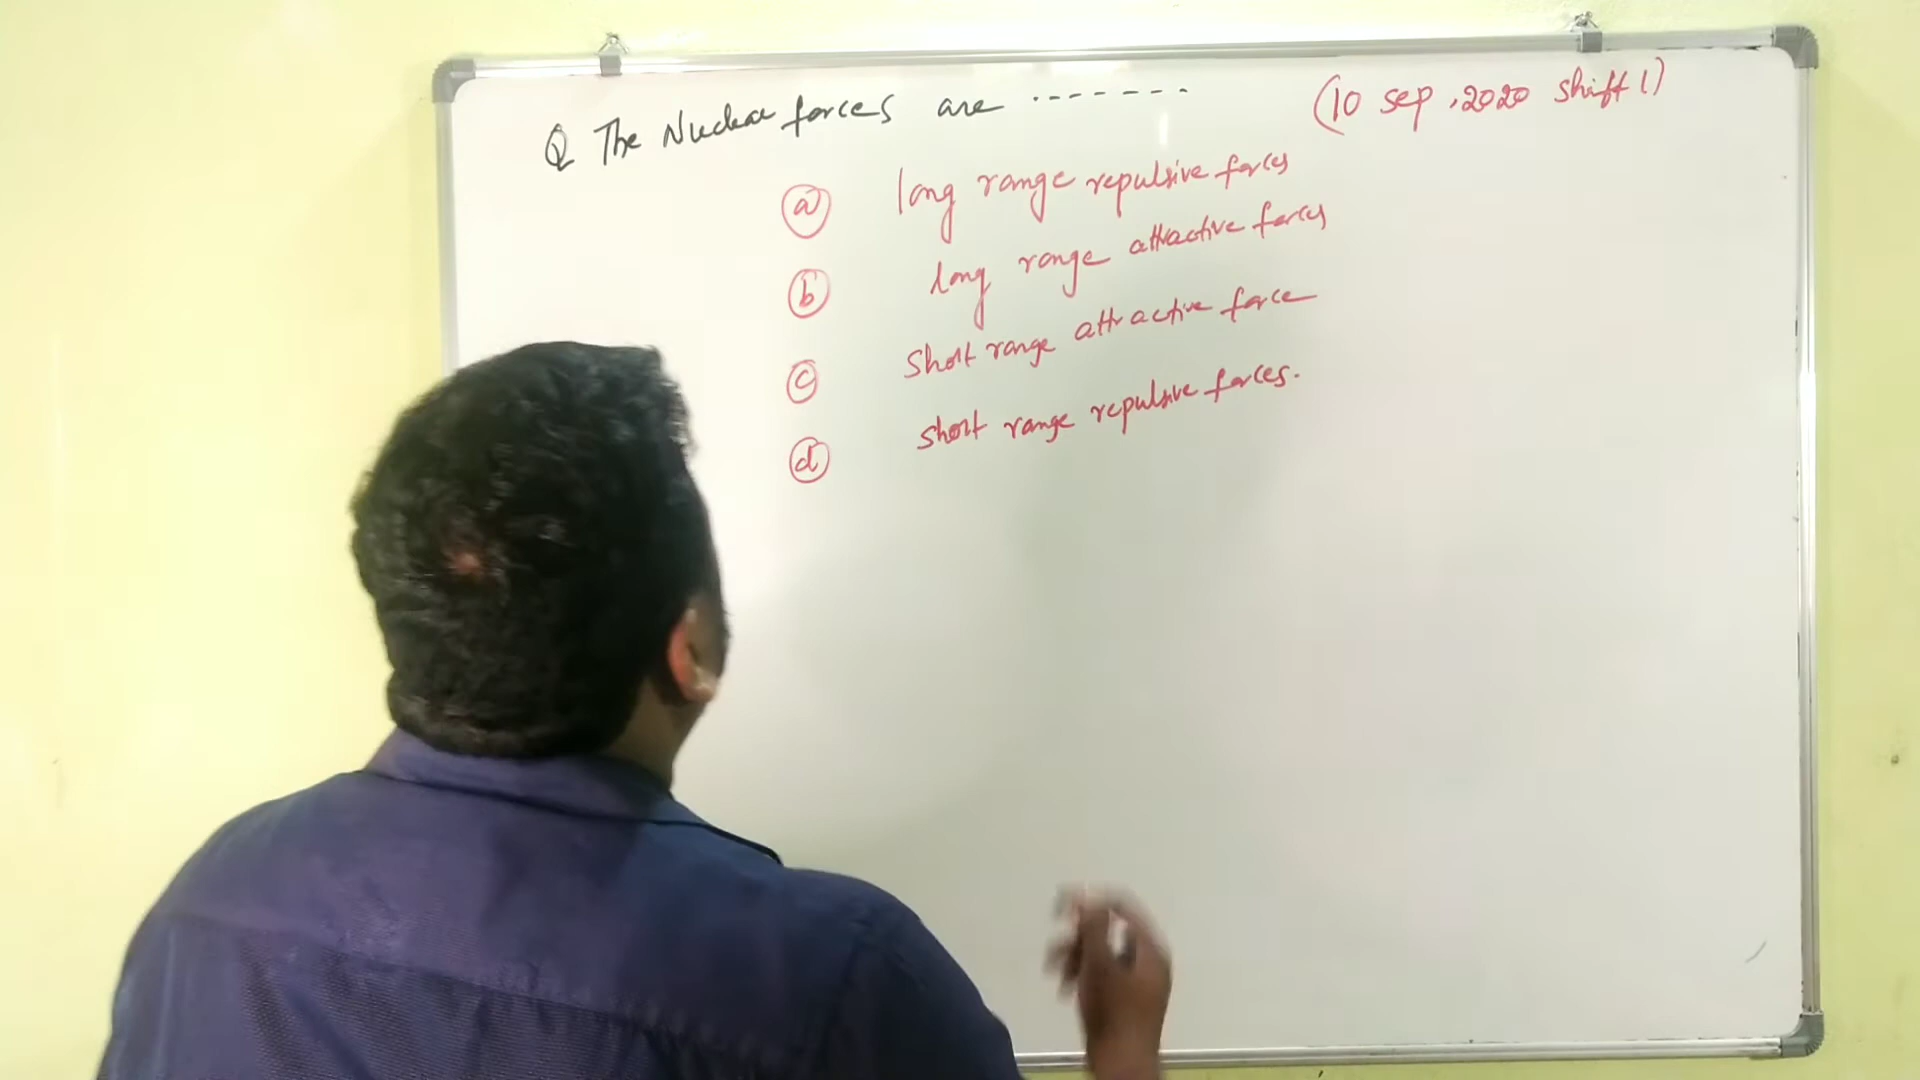 Q The Nuclear forces are -------
(10 sep, 2020 shift 1)
(a) long range repulsive forces
(b) long range attractive forces
(c) Short range attractive force
(d) short range repulsive forces.